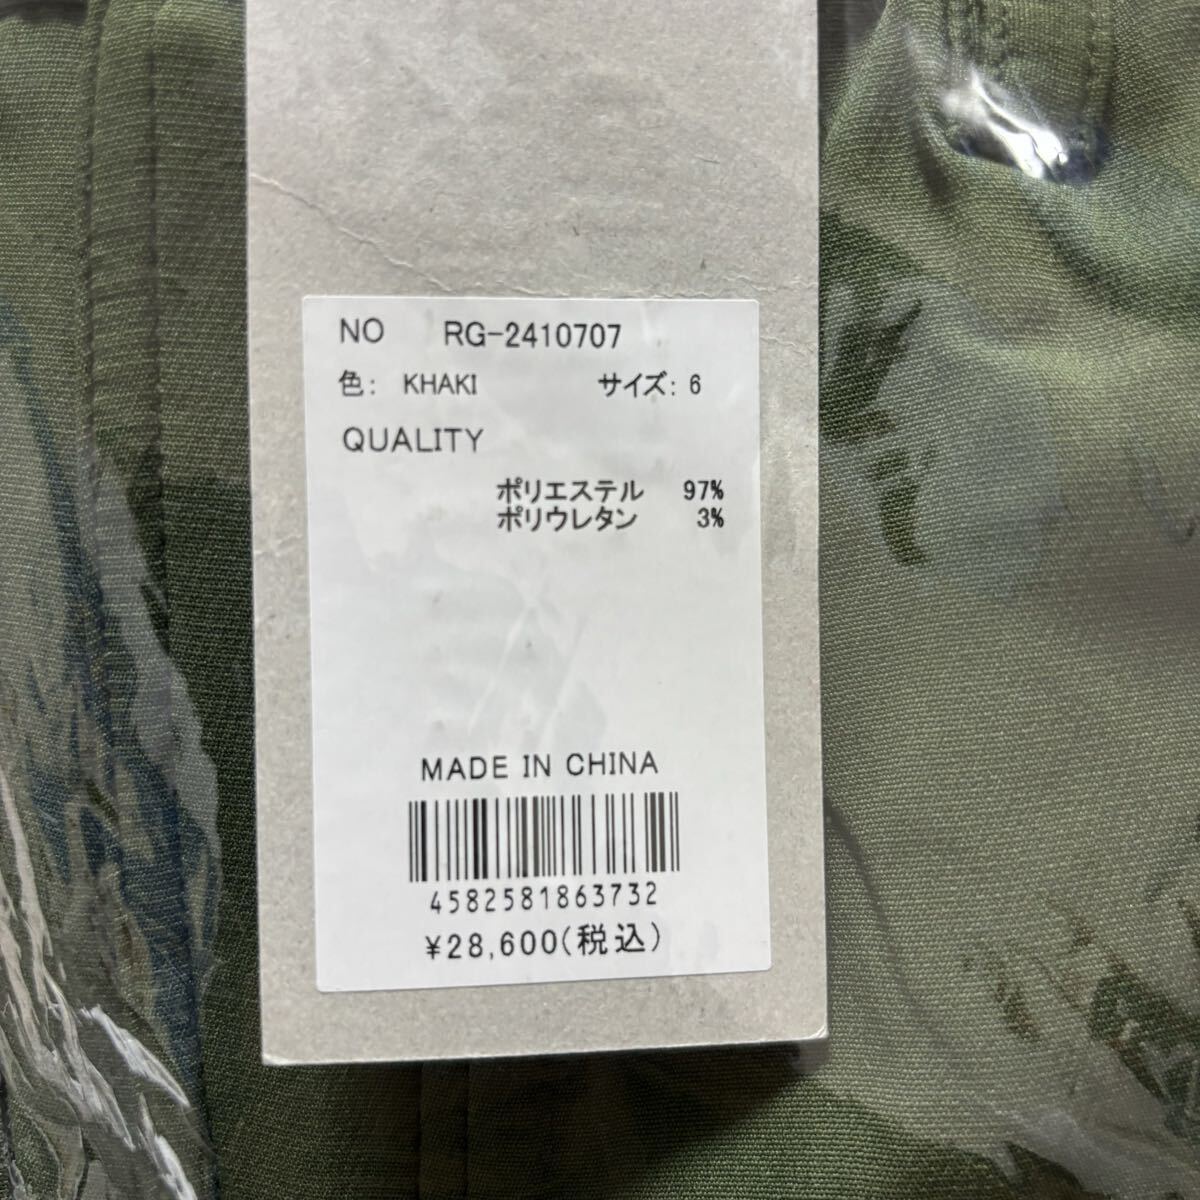 NO RG-2410707
色: KHAKI サイズ: 6
QUALITY
ポリエステル 97%
ポリウレタン 3%
MADE IN CHINA
4582581863732
¥28,600(税込)